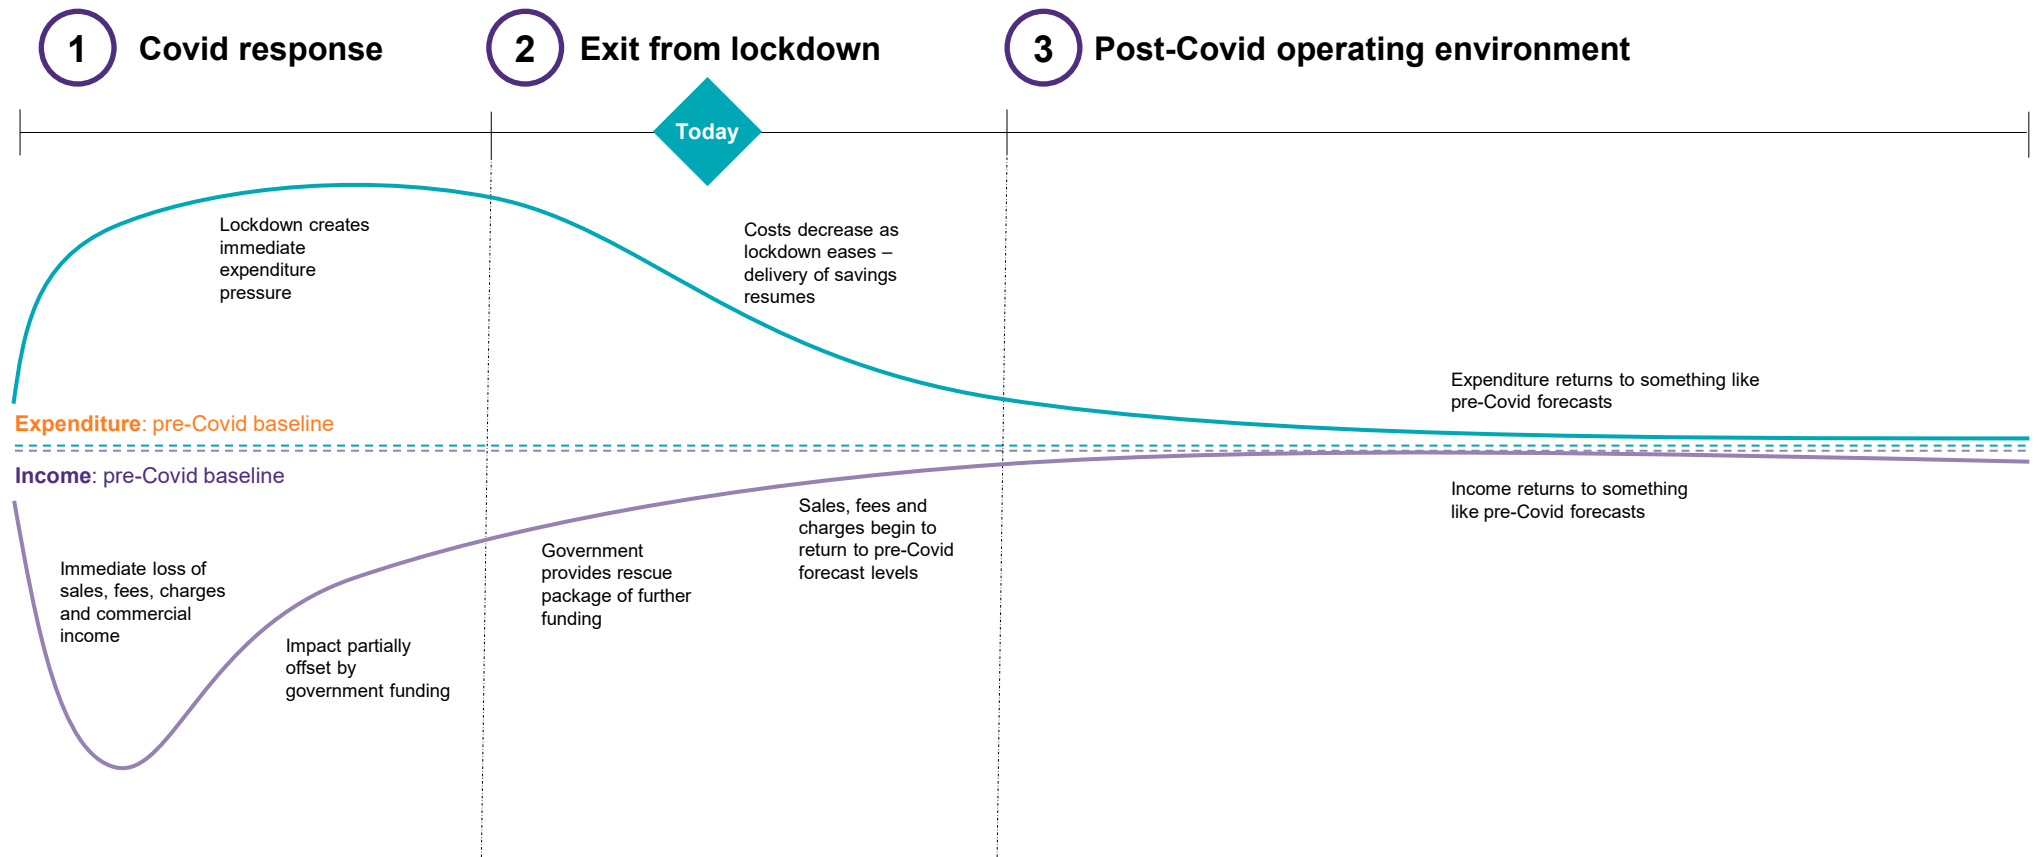 1
Covid response
2
Exit from lockdown
3
Post-Covid operating environment
Today
Lockdown creates
immediate
expenditure
pressure
Costs decrease as
lockdown eases –
delivery of savings
resumes
Expenditure returns to something like
pre-Covid forecasts
Expenditure: pre-Covid baseline
Income: pre-Covid baseline
Immediate loss of
sales, fees, charges
and commercial
income
Impact partially
offset by
government funding
Government
provides rescue
package of further
funding
Sales, fees and
charges begin to
return to pre-Covid
forecast levels
Income returns to something
like pre-Covid forecasts